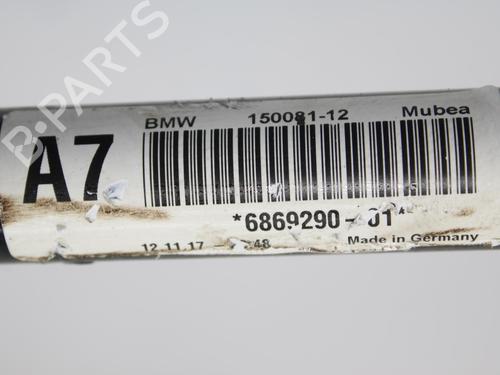 B-PARTS
BMW 150081-12 Mubea
A7
*6869290-01*
12.11.17 48
Made in Germany